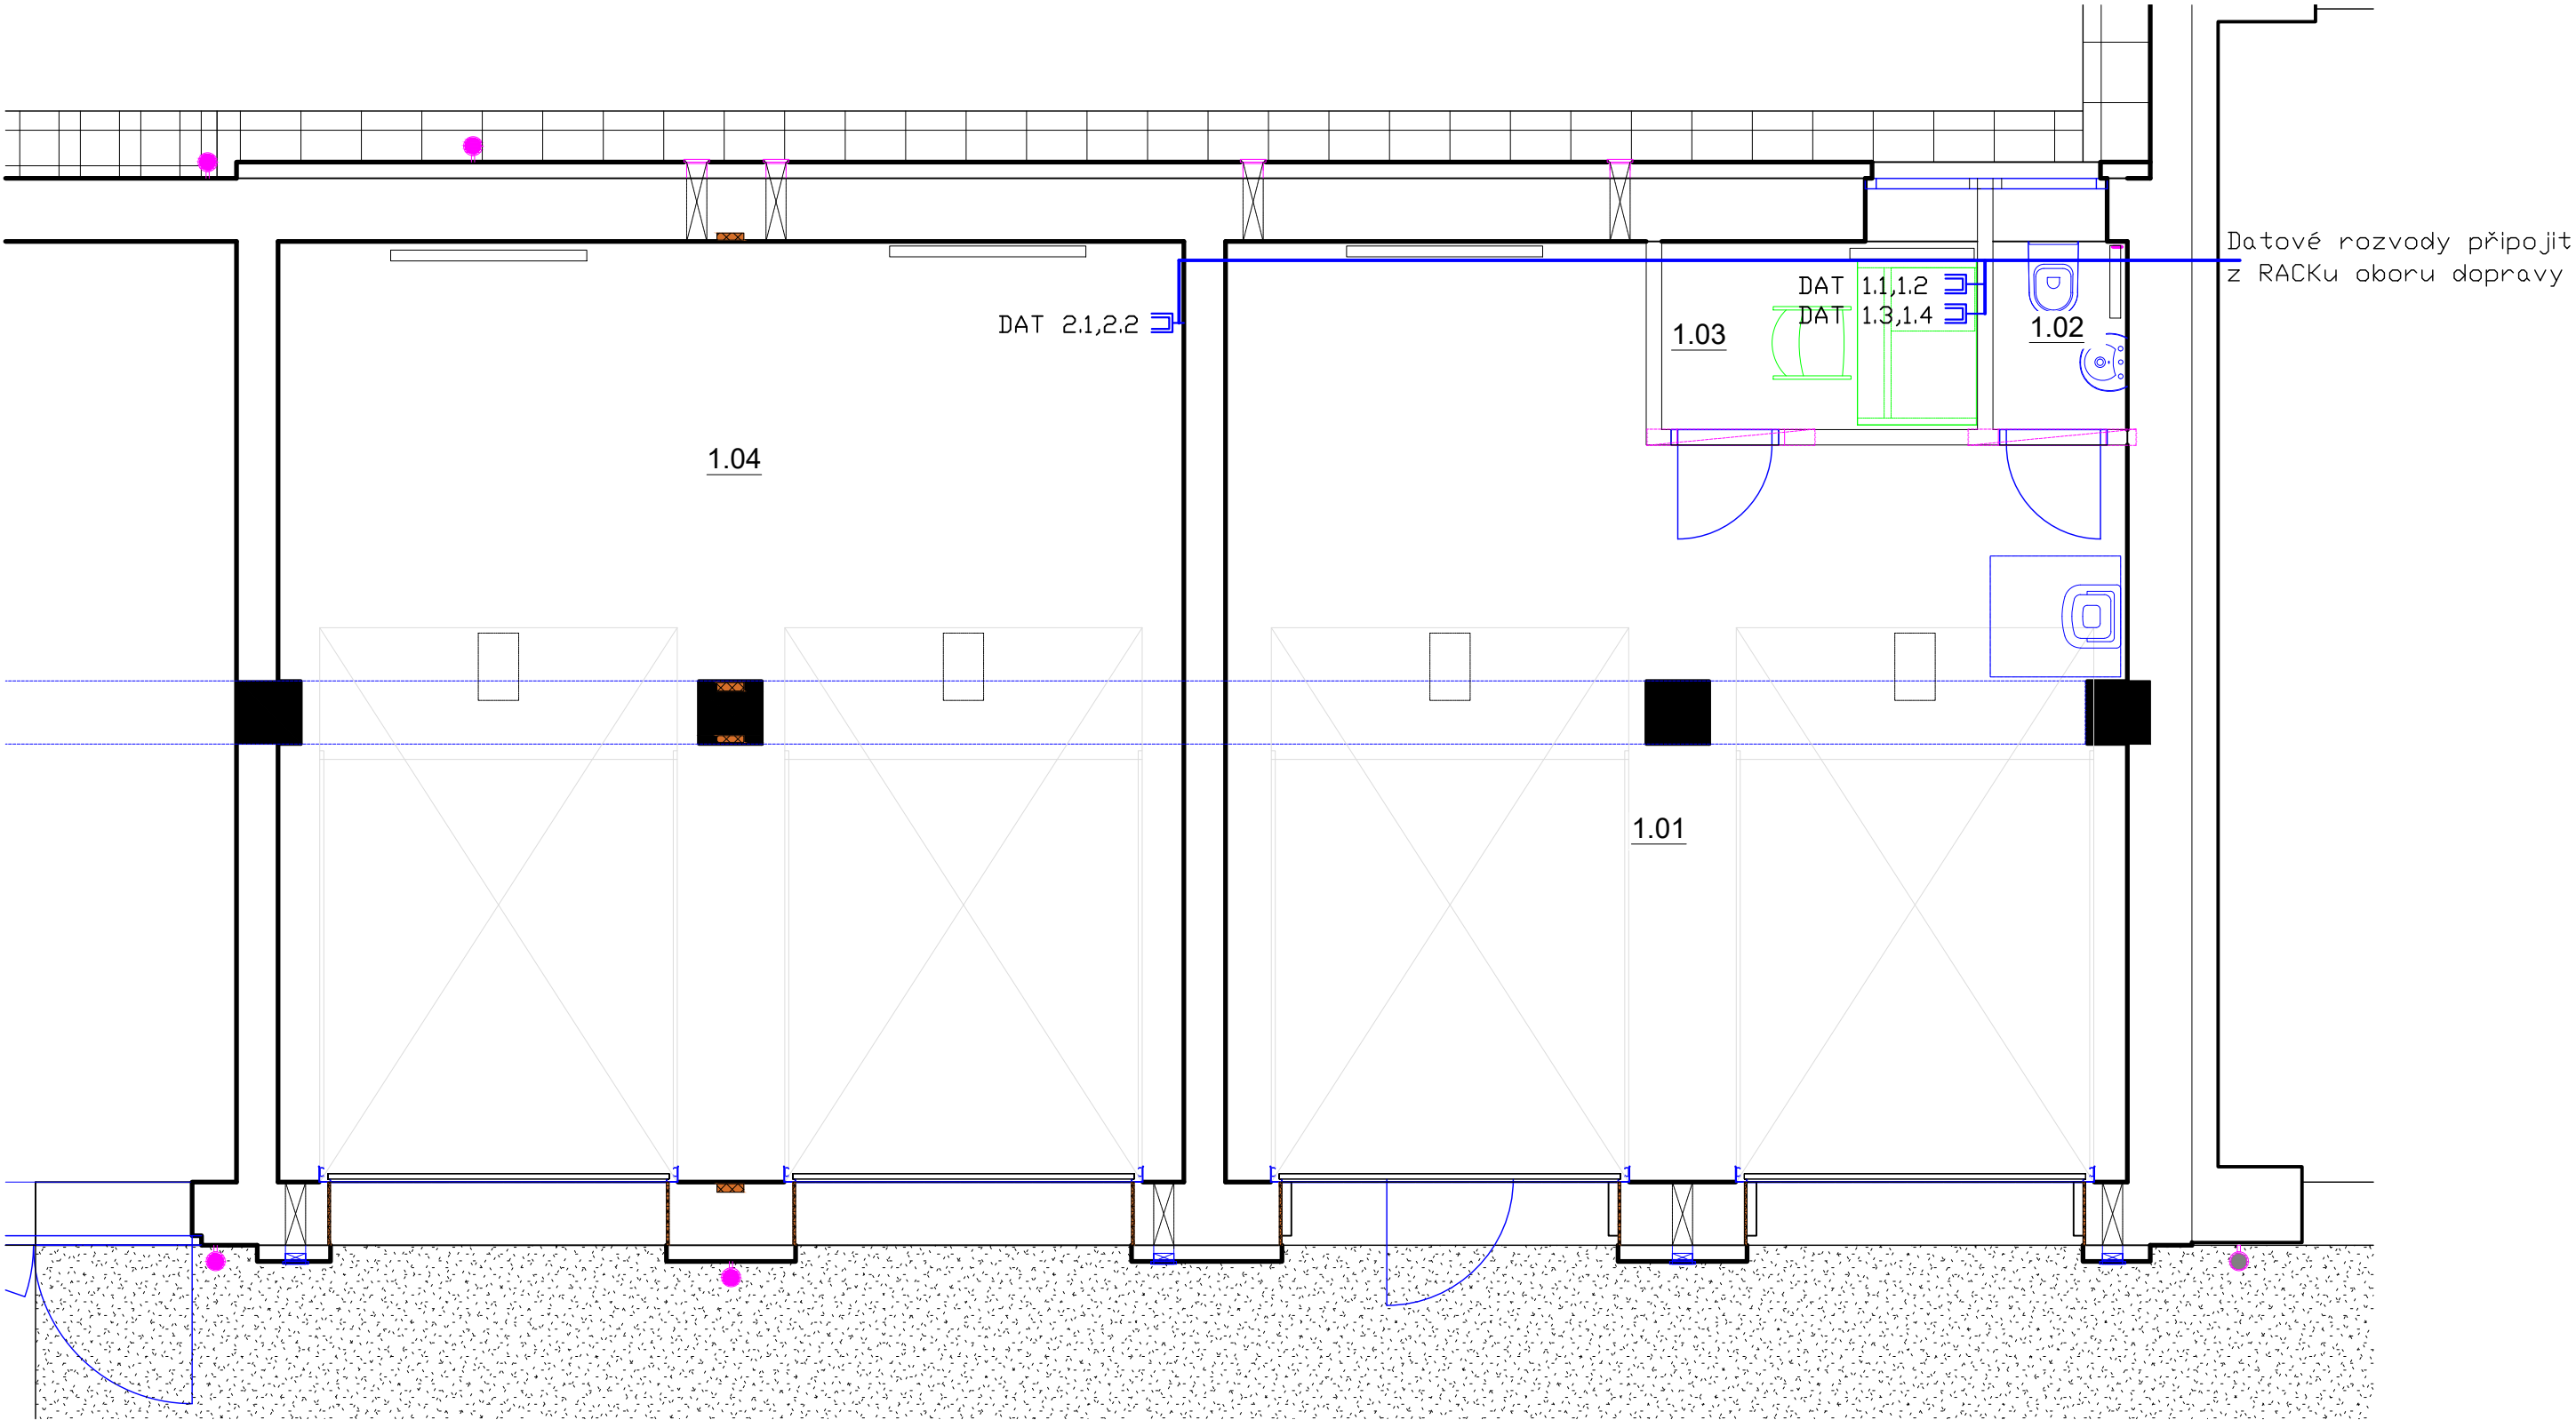 Datové rozvody připojit
z RACKu oboru dopravy
DAT 1.1,1.2
DAT 1.3,1.4
DAT 2.1,2.2
1.03
1.02
1.04
1.01